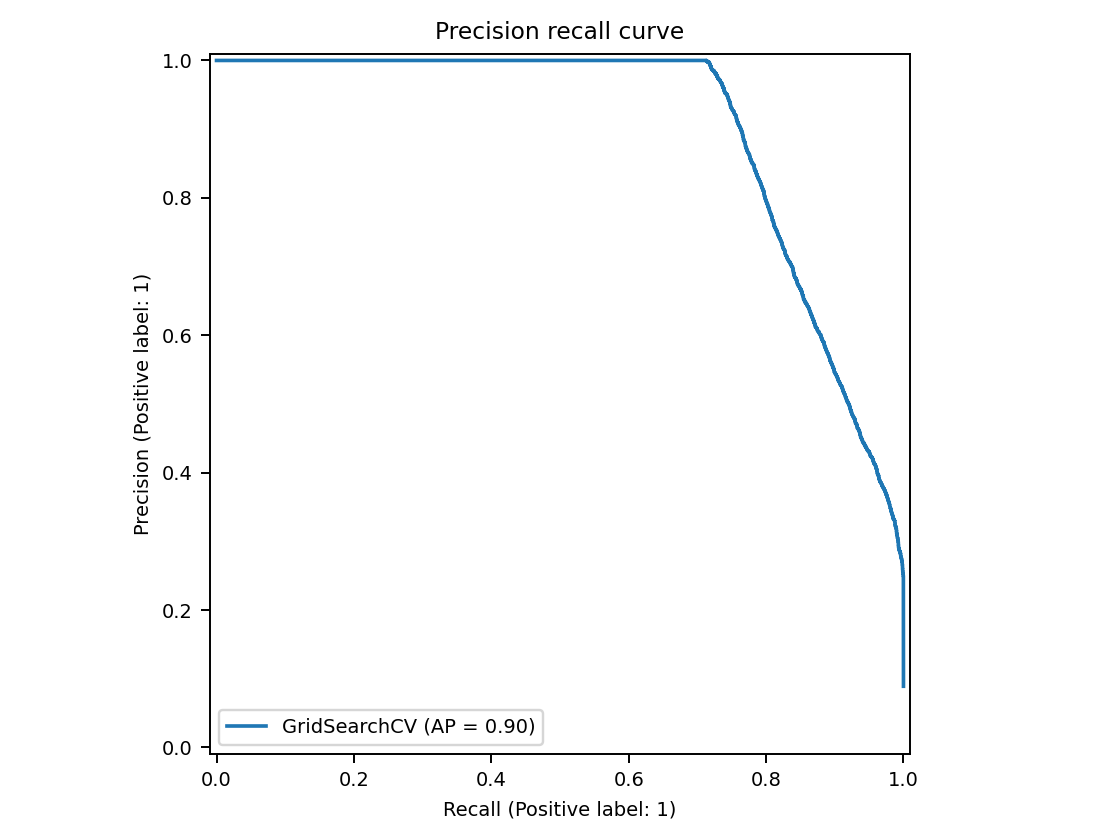 Precision recall curve
1.0
0.8
0.6
0.4
0.2
0.0
Precision (Positive label: 1)
GridSearchCV (AP = 0.90)
0.0 0.2 0.4 0.6 0.8 1.0
Recall (Positive label: 1)